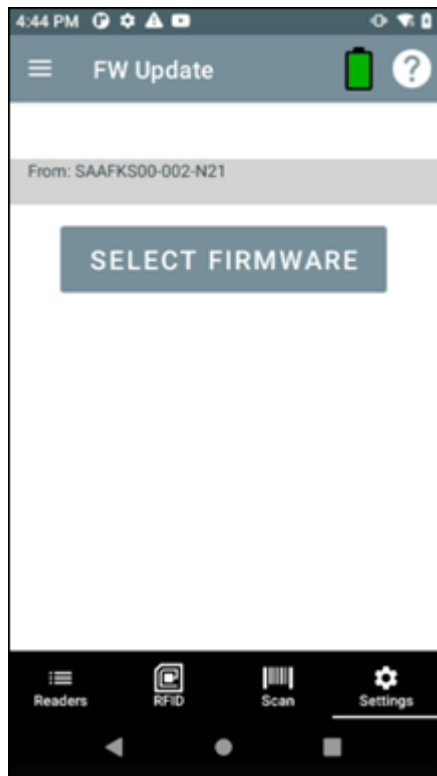 4:44 PM
FW Update
?
From: SAAFKS00-002-N21
SELECT FIRMWARE
Readers RFID Scan Settings